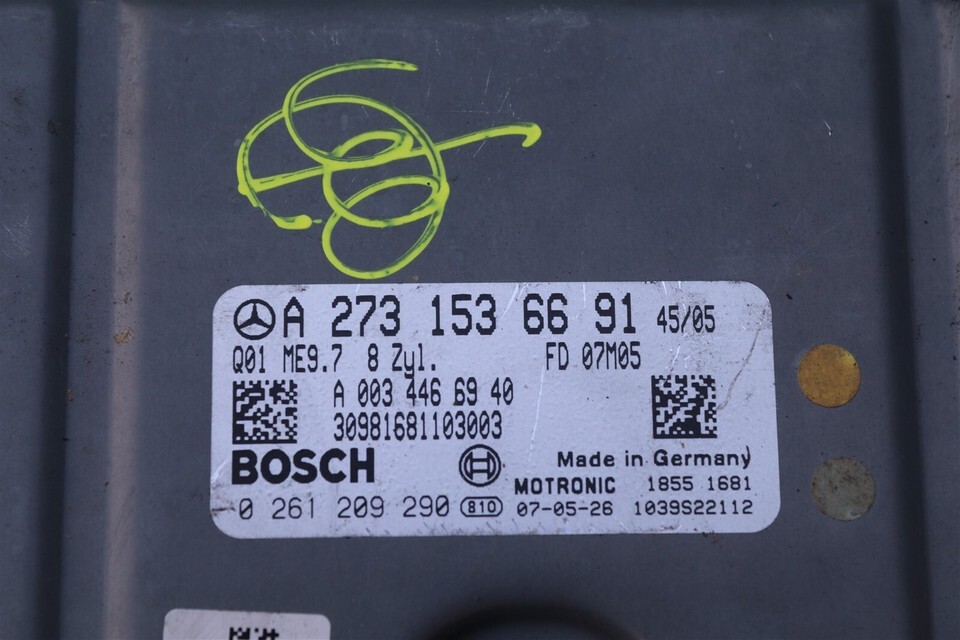 A 273 153 66 91 45/05
Q01 ME9.7 8 Zyl. FD 07M05
A 003 446 69 40
30981681103003
BOSCH Made in Germany
MOTRONIC 1855 1681
0 261 209 290 810 07-05-26 1039S22112